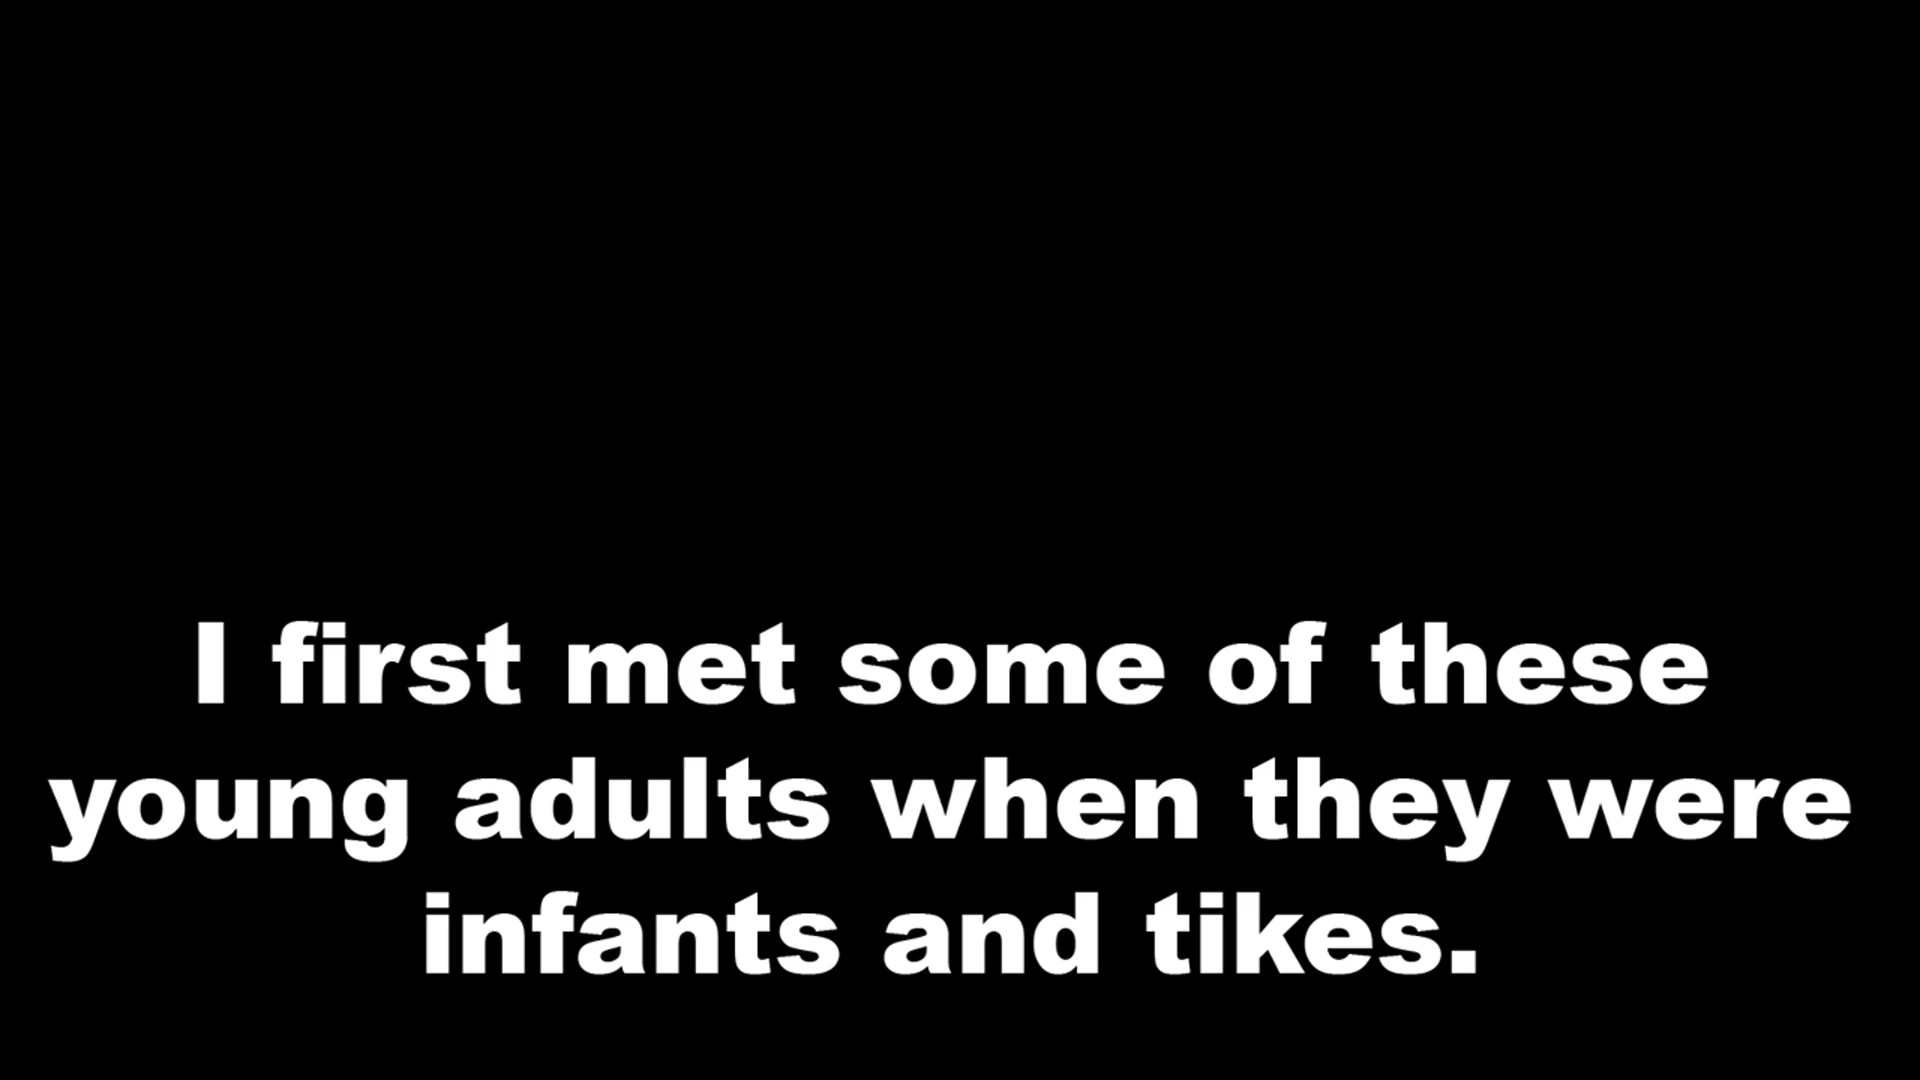 I first met some of these
young adults when they were
infants and tikes.